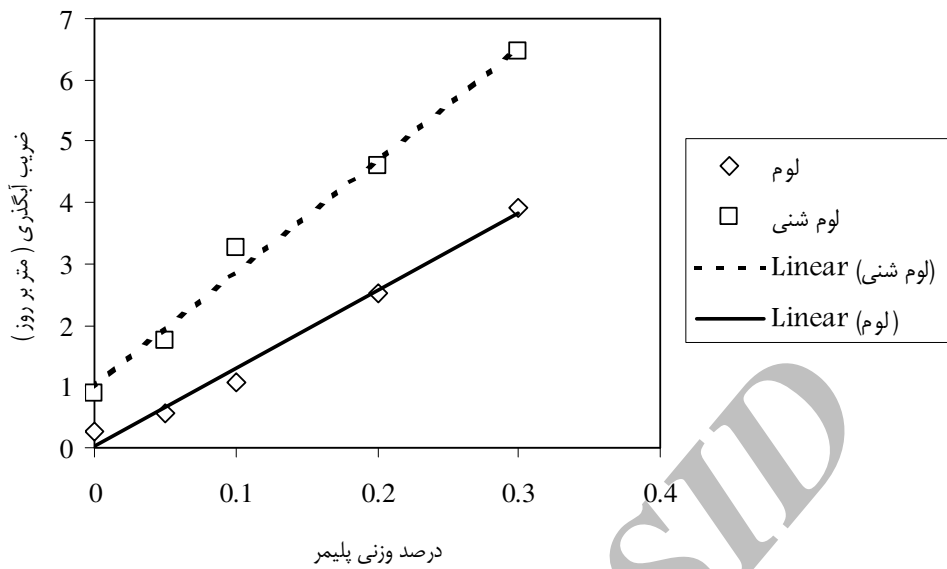 7
6
5
4
3
2
1
0
ضریب آبگذری ( متر بر روز )
0 0.1 0.2 0.3 0.4
درصد وزنی پلیمر
لوم
لوم شنی
Linear (لوم شنی)
Linear (لوم)
SID